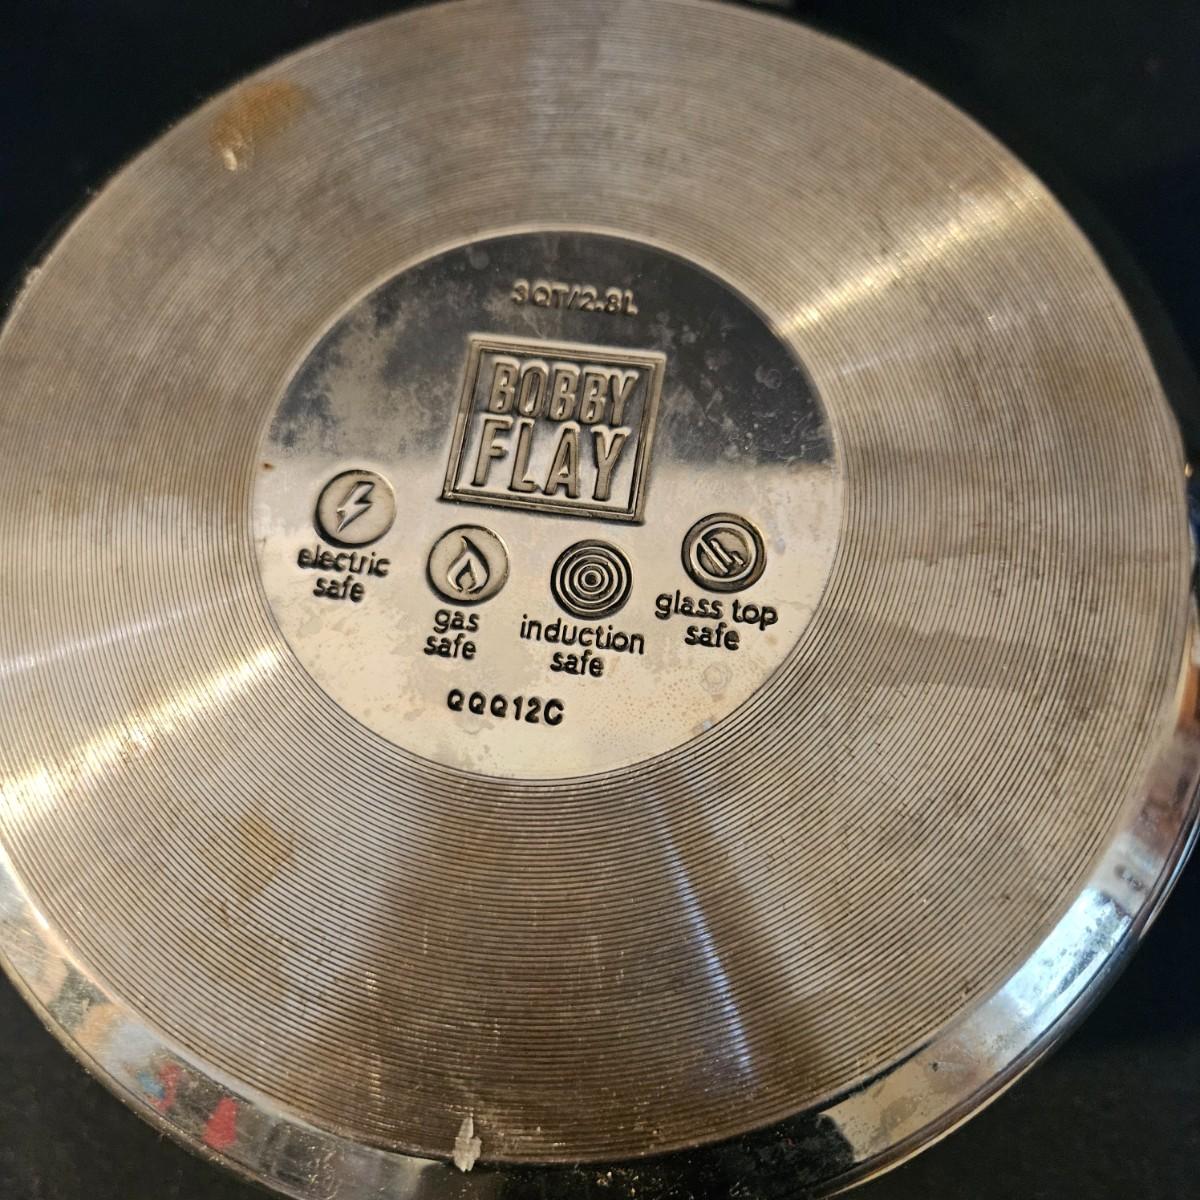 3QT/2.8L
BOBBY
FLAY
electric
safe
gas
safe
induction
safe
glass top
safe
QQQ12C